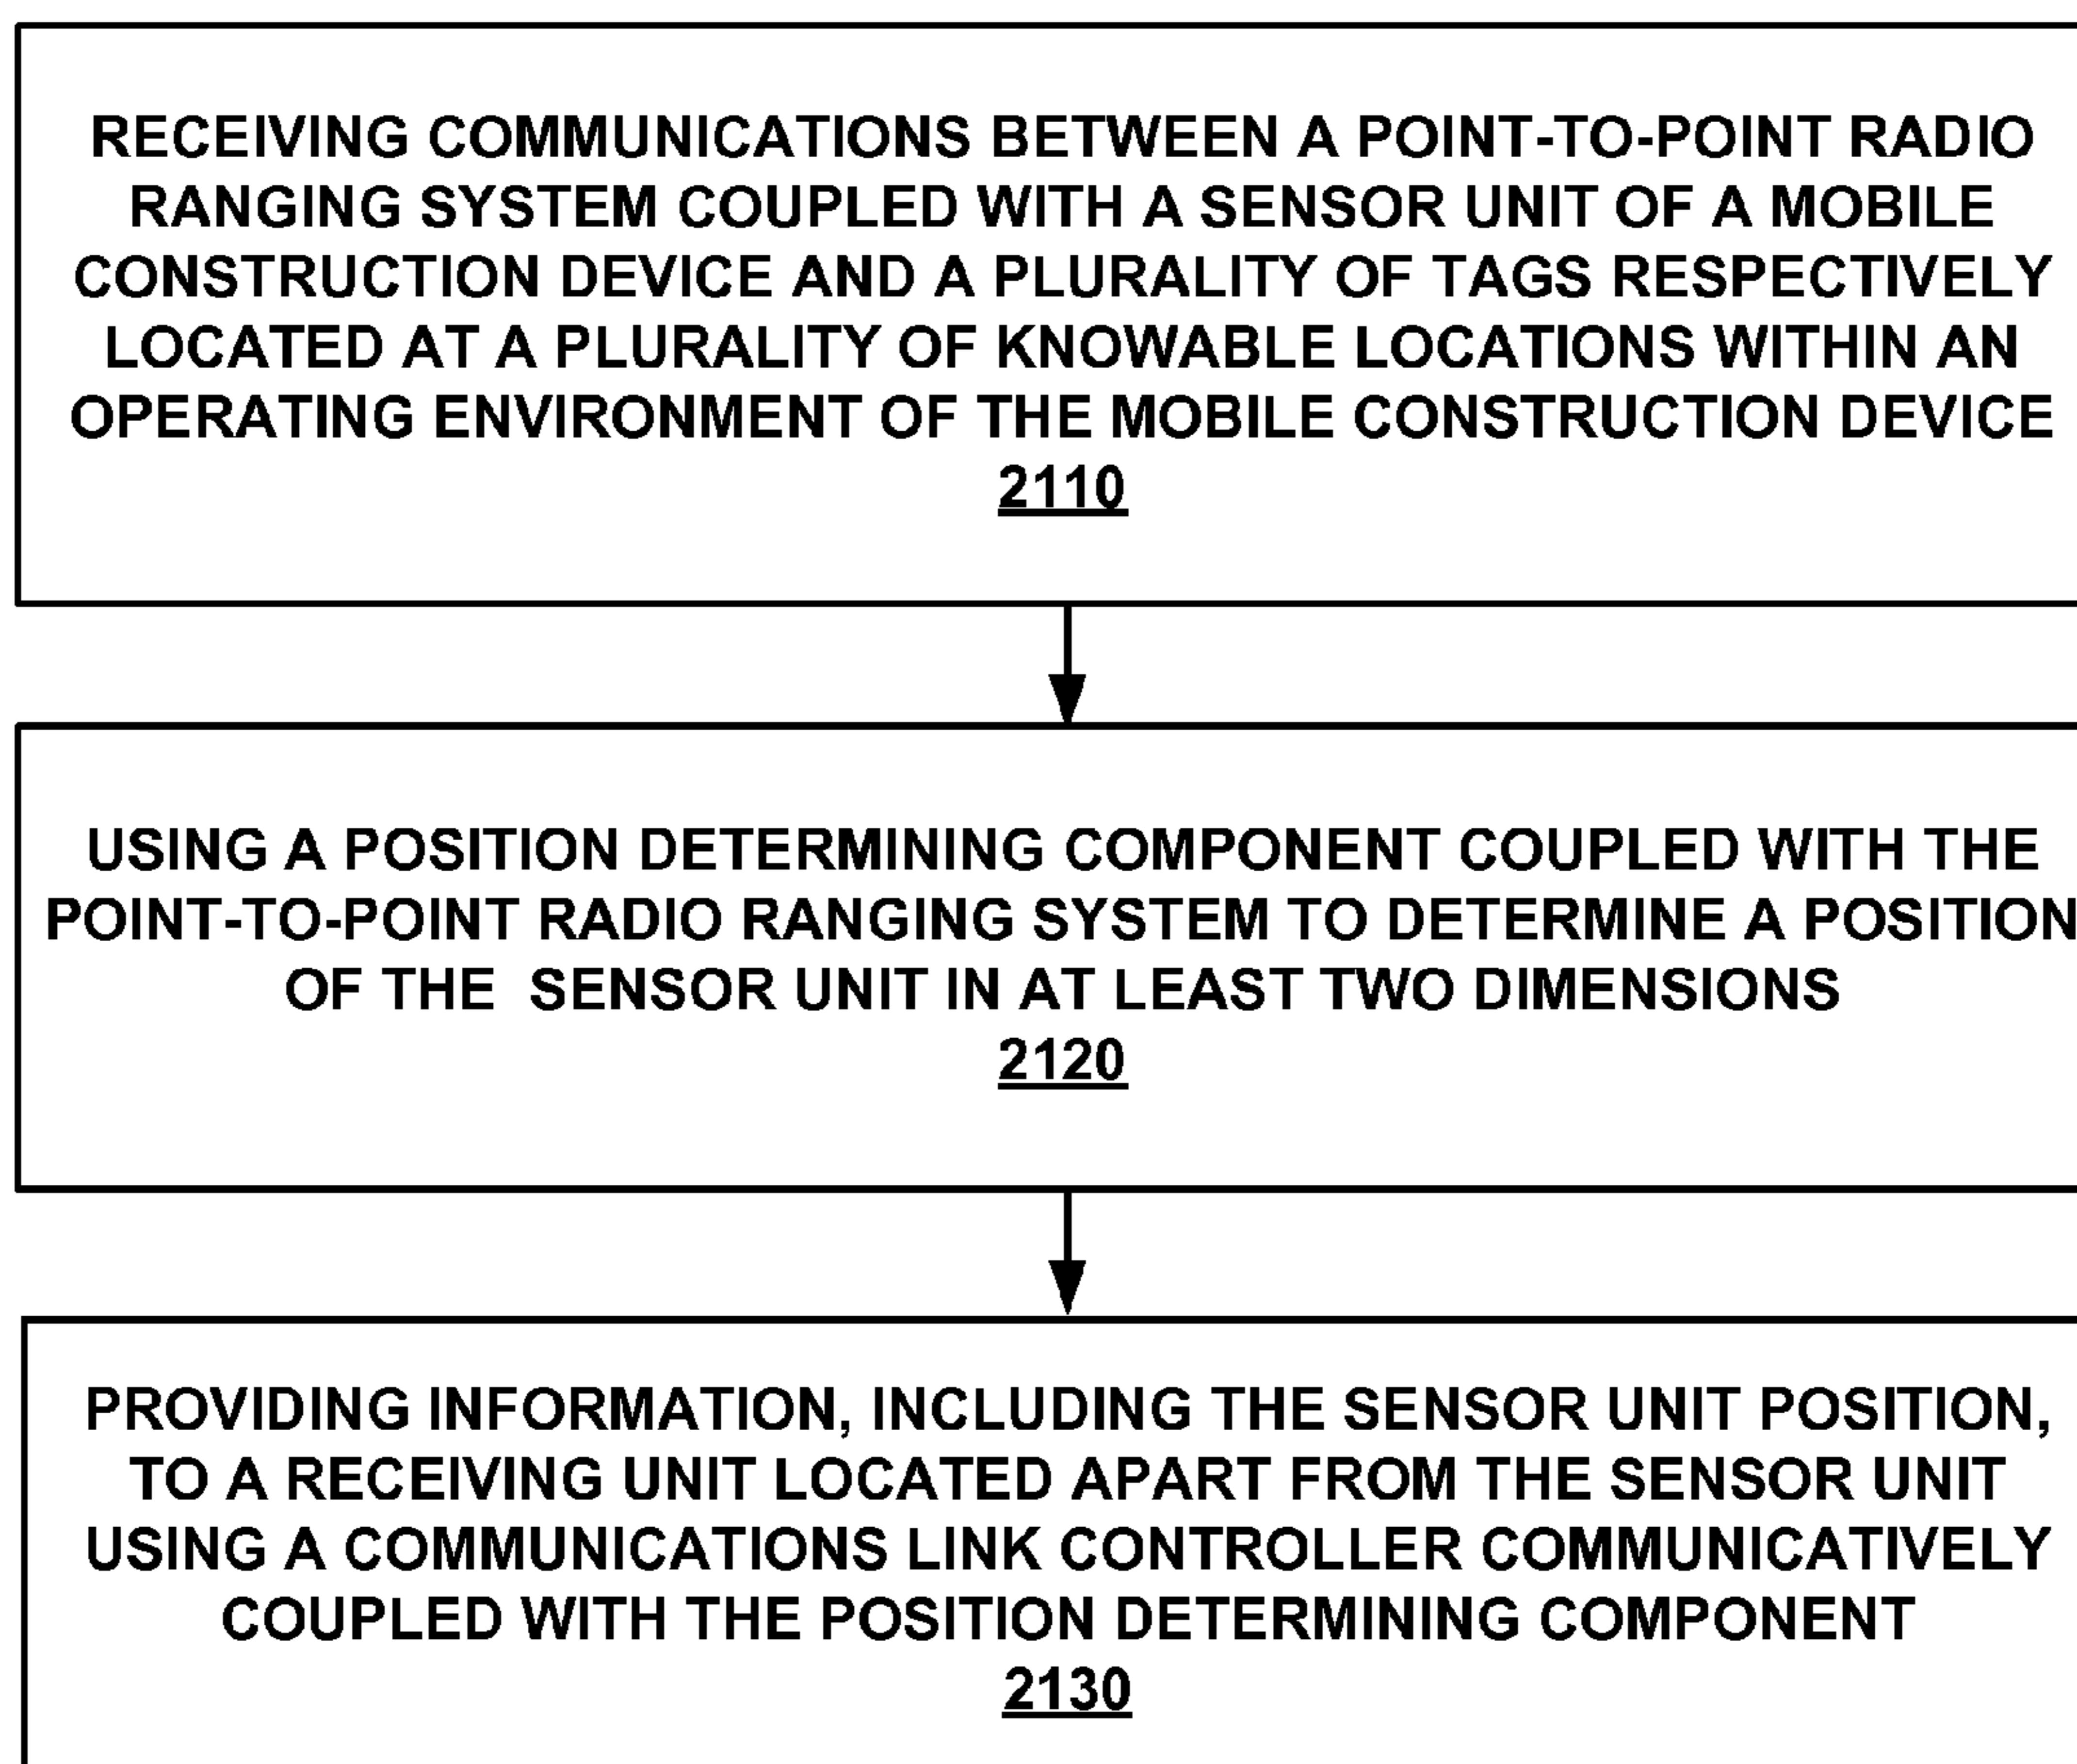 RECEIVING COMMUNICATIONS BETWEEN A POINT-TO-POINT RADIO
RANGING SYSTEM COUPLED WITH A SENSOR UNIT OF A MOBILE
CONSTRUCTION DEVICE AND A PLURALITY OF TAGS RESPECTIVELY
LOCATED AT A PLURALITY OF KNOWABLE LOCATIONS WITHIN AN
OPERATING ENVIRONMENT OF THE MOBILE CONSTRUCTION DEVICE
2110
USING A POSITION DETERMINING COMPONENT COUPLED WITH THE
POINT-TO-POINT RADIO RANGING SYSTEM TO DETERMINE A POSITION
OF THE SENSOR UNIT IN AT LEAST TWO DIMENSIONS
2120
PROVIDING INFORMATION, INCLUDING THE SENSOR UNIT POSITION,
TO A RECEIVING UNIT LOCATED APART FROM THE SENSOR UNIT
USING A COMMUNICATIONS LINK CONTROLLER COMMUNICATIVELY
COUPLED WITH THE POSITION DETERMINING COMPONENT
2130